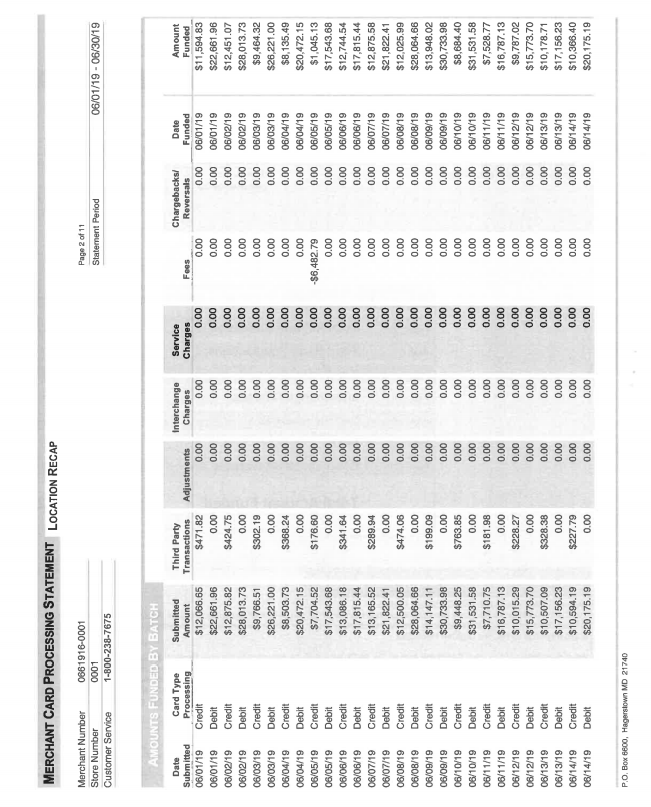 MERCHANT CARD PROCESSING STATEMENT LOCATION RECAP
Merchant Number 0661916-0001 Page 2 of 11
Store Number 0001 Statement Period 06/01/19 - 06/30/19
Customer Service 1-800-238-7675
AMOUNTS FUNDED BY BATCH
Date Submitted Card Type Processing Submitted Amount Third Party Transactions Adjustments Interchange Charges Service Charges Fees Chargebacks/ Reversals Date Funded Amount Funded
06/01/19 Credit $12,066.65 $471.82 0.00 0.00 0.00 0.00 0.00 06/01/19 $11,594.83
06/01/19 Debit $22,661.96 0.00 0.00 0.00 0.00 0.00 0.00 06/01/19 $22,661.96
06/02/19 Credit $12,875.82 $424.75 0.00 0.00 0.00 0.00 0.00 06/02/19 $12,451.07
06/02/19 Debit $28,013.73 0.00 0.00 0.00 0.00 0.00 0.00 06/02/19 $28,013.73
06/03/19 Credit $9,766.51 $302.19 0.00 0.00 0.00 0.00 0.00 06/03/19 $9,464.32
06/03/19 Debit $26,221.00 0.00 0.00 0.00 0.00 0.00 0.00 06/03/19 $26,221.00
06/04/19 Credit $8,503.73 $368.24 0.00 0.00 0.00 0.00 0.00 06/04/19 $8,135.49
06/04/19 Debit $20,472.15 0.00 0.00 0.00 0.00 0.00 0.00 06/04/19 $20,472.15
06/05/19 Credit $7,704.52 $176.60 0.00 0.00 0.00 -$6,482.79 0.00 06/05/19 $1,045.13
06/05/19 Debit $17,543.68 0.00 0.00 0.00 0.00 0.00 0.00 06/05/19 $17,543.68
06/06/19 Credit $13,086.18 $341.64 0.00 0.00 0.00 0.00 0.00 06/06/19 $12,744.54
06/06/19 Debit $17,815.44 0.00 0.00 0.00 0.00 0.00 0.00 06/06/19 $17,815.44
06/07/19 Credit $13,165.52 $289.94 0.00 0.00 0.00 0.00 0.00 06/07/19 $12,875.58
06/07/19 Debit $21,822.41 0.00 0.00 0.00 0.00 0.00 0.00 06/07/19 $21,822.41
06/08/19 Credit $12,500.05 $474.06 0.00 0.00 0.00 0.00 0.00 06/08/19 $12,025.99
06/08/19 Debit $28,064.66 0.00 0.00 0.00 0.00 0.00 0.00 06/08/19 $28,064.66
06/09/19 Credit $14,147.11 $199.09 0.00 0.00 0.00 0.00 0.00 06/09/19 $13,948.02
06/09/19 Debit $30,733.98 0.00 0.00 0.00 0.00 0.00 0.00 06/09/19 $30,733.98
06/10/19 Credit $9,448.25 $763.85 0.00 0.00 0.00 0.00 0.00 06/10/19 $8,684.40
06/10/19 Debit $31,531.58 0.00 0.00 0.00 0.00 0.00 0.00 06/10/19 $31,531.58
06/11/19 Credit $7,710.75 $181.98 0.00 0.00 0.00 0.00 0.00 06/11/19 $7,528.77
06/11/19 Debit $16,787.13 0.00 0.00 0.00 0.00 0.00 0.00 06/11/19 $16,787.13
06/12/19 Credit $10,015.29 $228.27 0.00 0.00 0.00 0.00 0.00 06/12/19 $9,787.02
06/12/19 Debit $15,773.70 0.00 0.00 0.00 0.00 0.00 0.00 06/12/19 $15,773.70
06/13/19 Credit $10,507.09 $328.38 0.00 0.00 0.00 0.00 0.00 06/13/19 $10,178.71
06/13/19 Debit $17,156.23 0.00 0.00 0.00 0.00 0.00 0.00 06/13/19 $17,156.23
06/14/19 Credit $10,594.19 $227.79 0.00 0.00 0.00 0.00 0.00 06/14/19 $10,366.40
06/14/19 Debit $20,175.19 0.00 0.00 0.00 0.00 0.00 0.00 06/14/19 $20,175.19
P.O. Box 6600, Hagerstown MD 21740